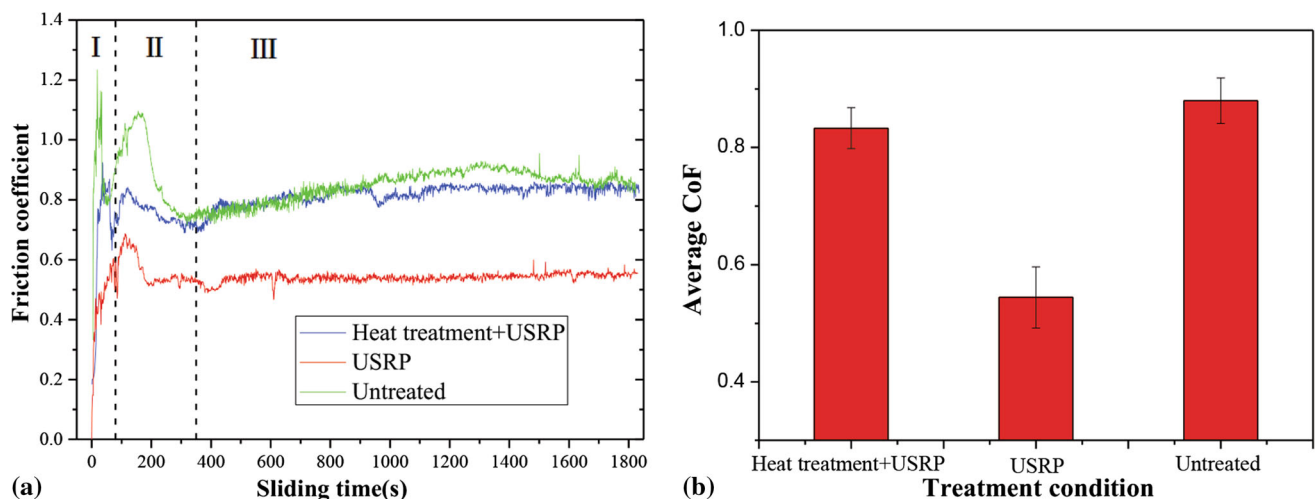 1.4
1.2
1.0
0.8
0.6
0.4
0.2
0.0
Friction coefficient
I II III
Heat treatment+USRP
USRP
Untreated
0 200 400 600 800 1000 1200 1400 1600 1800
Sliding time(s)
(a)
1.0
0.8
0.6
0.4
Average CoF
Heat treatment+USRP USRP Untreated
Treatment condition
(b)